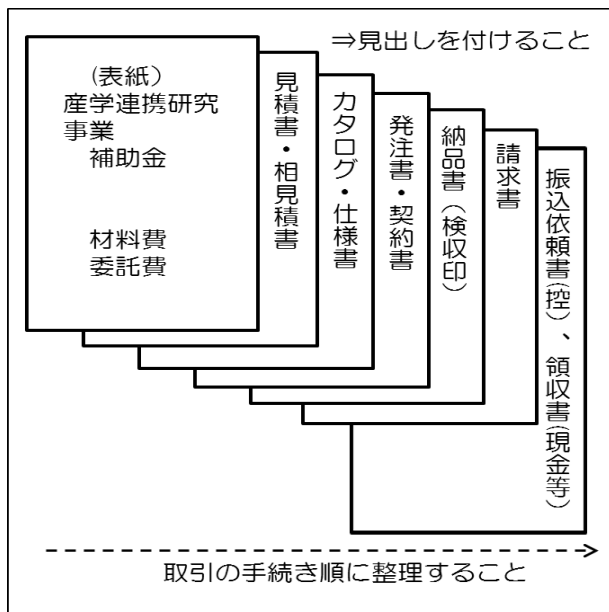 ⇒見出しを付けること
(表紙）
産学連携研究
事業
補助金
材料費
委託費
見積書・相見積書
カタログ・仕様書
発注書・契約書
納品書（検収印）
請求書
振込依頼書(控）、領収書(現金等）
取引の手続き順に整理すること